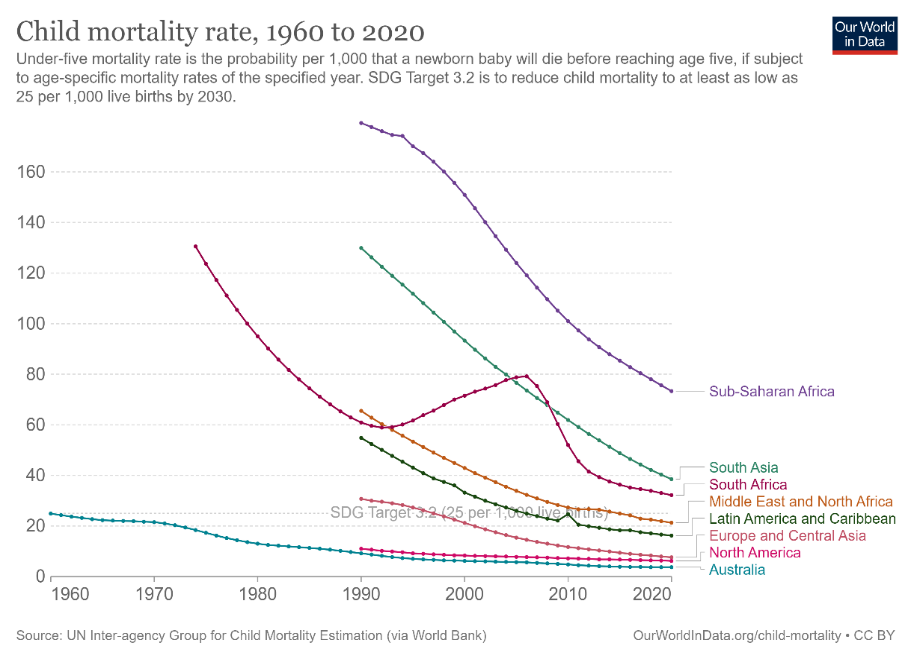 Child mortality rate, 1960 to 2020
Our World
in Data
Under-five mortality rate is the probability per 1,000 that a newborn baby will die before reaching age five, if subject
to age-specific mortality rates of the specified year. SDG Target 3.2 is to reduce child mortality to at least as low as
25 per 1,000 live births by 2030.
160
140
120
100
80
60
40
20
0
Sub-Saharan Africa
South Asia
South Africa
Middle East and North Africa
Latin America and Caribbean
Europe and Central Asia
North America
Australia
SDG Target 3.2 (25 per 1,000 live births)
1960 1970 1980 1990 2000 2010 2020
Source: UN Inter-agency Group for Child Mortality Estimation (via World Bank)
OurWorldInData.org/child-mortality • CC BY